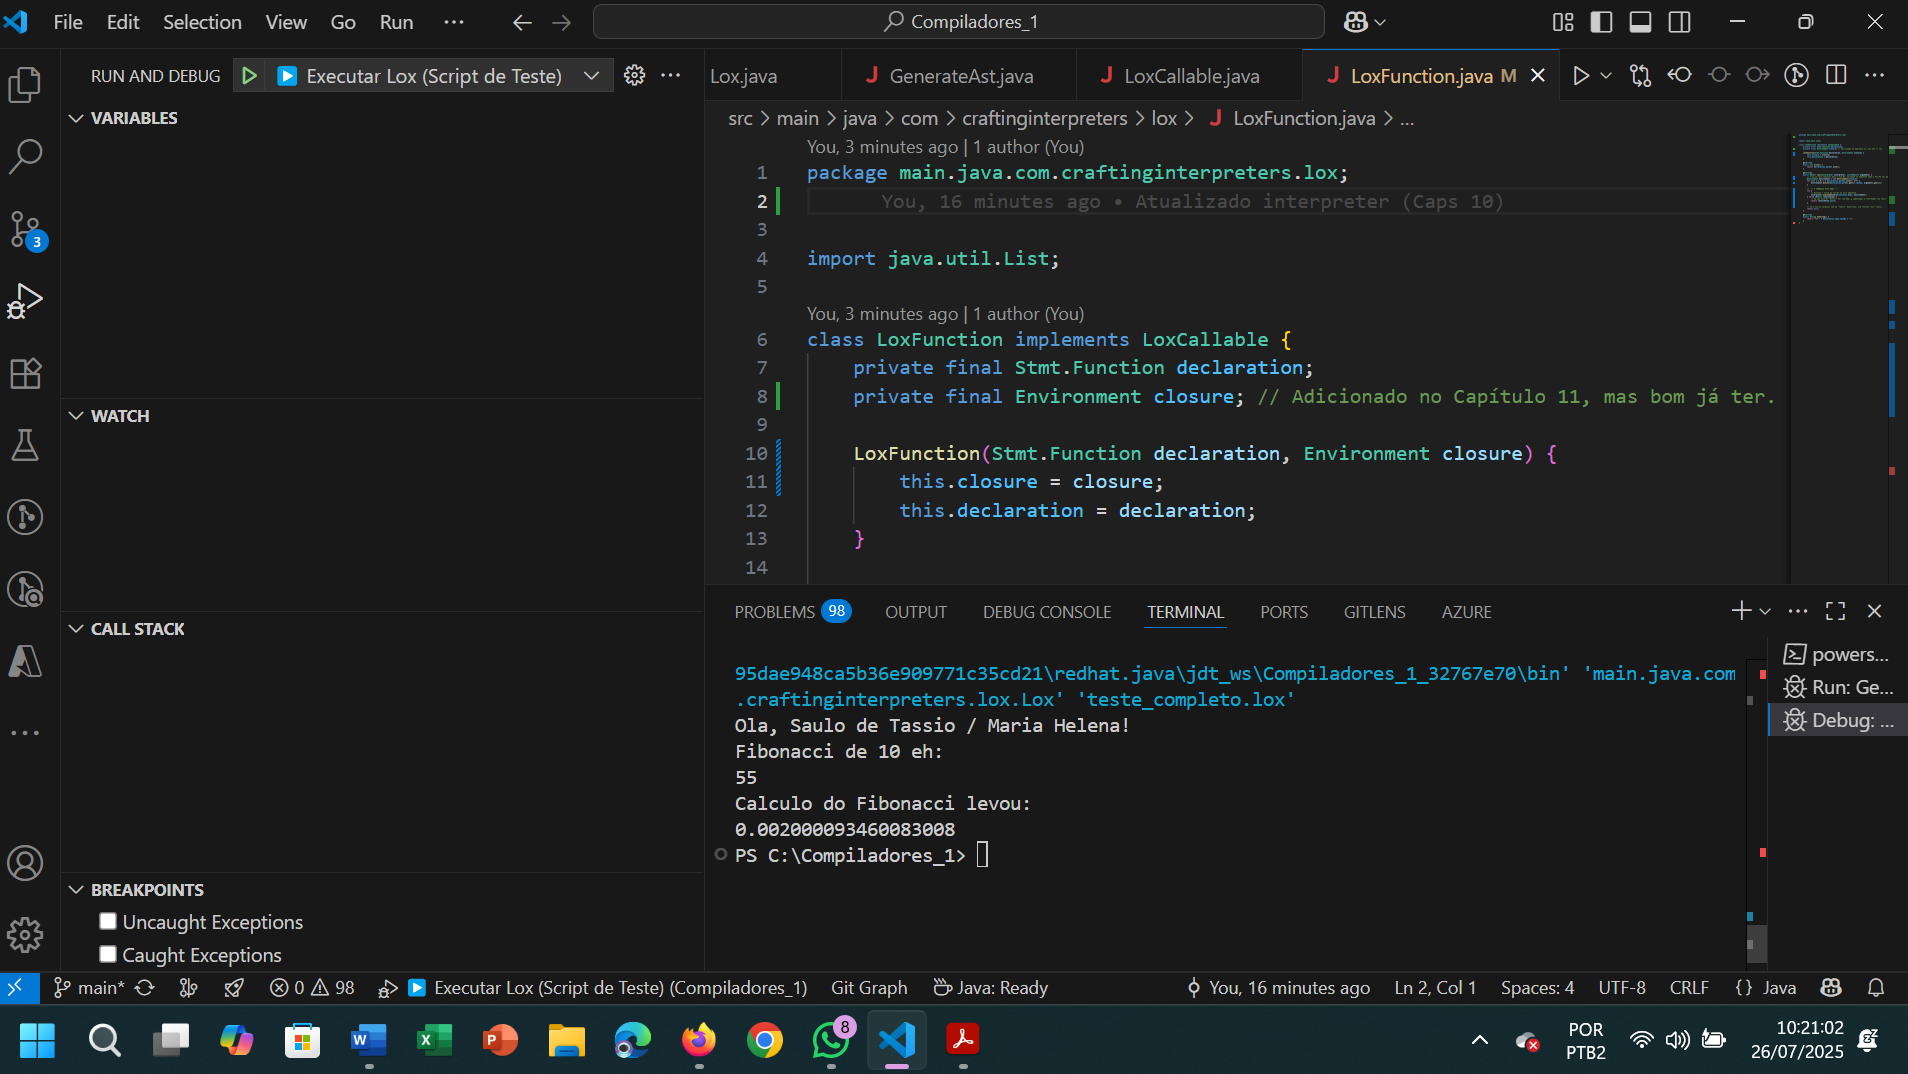 File Edit Selection View Go Run ···
Compiladores_1
RUN AND DEBUG Executar Lox (Script de Teste)
VARIABLES
WATCH
CALL STACK
BREAKPOINTS
Uncaught Exceptions
Caught Exceptions
3
Lox.java GenerateAst.java LoxCallable.java LoxFunction.java M
src > main > java > com > craftinginterpreters > lox > LoxFunction.java > ...
You, 3 minutes ago | 1 author (You)
1 package main.java.com.craftinginterpreters.lox;
2 You, 16 minutes ago • Atualizado interpreter (Caps 10)
3
4 import java.util.List;
5
You, 3 minutes ago | 1 author (You)
6 class LoxFunction implements LoxCallable {
7 private final Stmt.Function declaration;
8 private final Environment closure; // Adicionado no Capítulo 11, mas bom já ter.
9
10 LoxFunction(Stmt.Function declaration, Environment closure) {
11 this.closure = closure;
12 this.declaration = declaration;
13 }
14
PROBLEMS 98 OUTPUT DEBUG CONSOLE TERMINAL PORTS GITLENS AZURE
95dae948ca5b36e909771c35cd21\redhat.java\jdt_ws\Compiladores_1_32767e70\bin' 'main.java.com
.craftinginterpreters.lox.Lox' 'teste_completo.lox'
Ola, Saulo de Tassio / Maria Helena!
Fibonacci de 10 eh:
55
Calculo do Fibonacci levou:
0.002000093460083008
PS C:\Compiladores_1>
powers...
Run: Ge...
Debug: ...
main* 0 98 Executar Lox (Script de Teste) (Compiladores_1) Git Graph Java: Ready You, 16 minutes ago Ln 2, Col 1 Spaces: 4 UTF-8 CRLF {} Java
8
POR
PTB2
10:21:02
26/07/2025